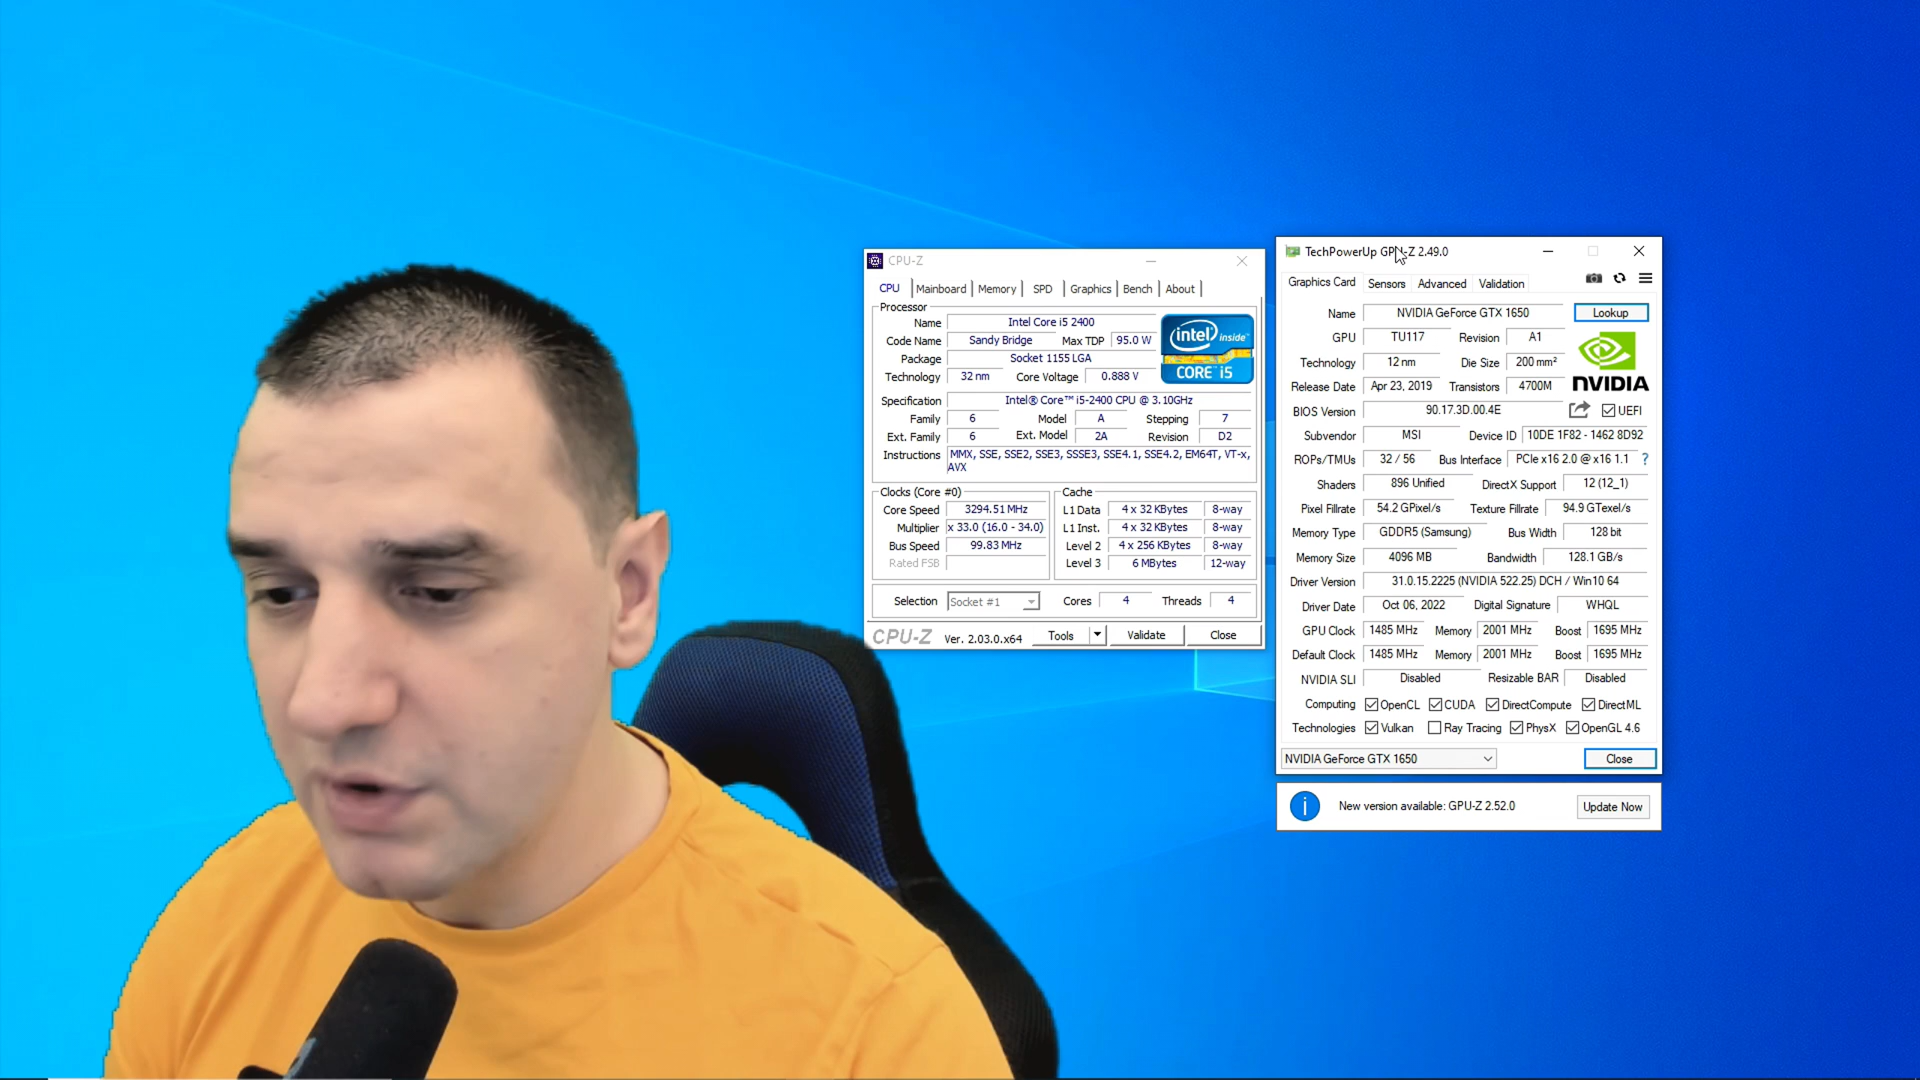 CPU-Z
CPU Mainboard Memory SPD Graphics Bench About
Processor
Name Intel Core i5 2400
Code Name Sandy Bridge Max TDP 95.0 W
Package Socket 1155 LGA
Technology 32 nm Core Voltage 0.888 V
intel inside
CORE i5
Specification Intel® Core™ i5-2400 CPU @ 3.10GHz
Family 6 Model A Stepping 7
Ext. Family 6 Ext. Model 2A Revision D2
Instructions MMX, SSE, SSE2, SSE3, SSSE3, SSE4.1, SSE4.2, EM64T, VT-x,
AVX
Clocks (Core #0)
Core Speed 3294.51 MHz
Multiplier x 33.0 (16.0 - 34.0)
Bus Speed 99.83 MHz
Rated FSB
Cache
L1 Data 4 x 32 KBytes 8-way
L1 Inst. 4 x 32 KBytes 8-way
Level 2 4 x 256 KBytes 8-way
Level 3 6 MBytes 12-way
Selection Socket #1 Cores 4 Threads 4
CPU-Z Ver. 2.03.0.x64 Tools Validate Close
TechPowerUp GPU-Z 2.49.0
Graphics Card Sensors Advanced Validation
Name NVIDIA GeForce GTX 1650 Lookup
GPU TU117 Revision A1
Technology 12 nm Die Size 200 mm²
Release Date Apr 23, 2019 Transistors 4700M
NVIDIA
BIOS Version 90.17.3D.00.4E UEFI
Subvendor MSI Device ID 10DE 1F82 - 1462 8D92
ROPs/TMUs 32 / 56 Bus Interface PCIe x16 2.0 @ x16 1.1 ?
Shaders 896 Unified DirectX Support 12 (12_1)
Pixel Fillrate 54.2 GPixel/s Texture Fillrate 94.9 GTexel/s
Memory Type GDDR5 (Samsung) Bus Width 128 bit
Memory Size 4096 MB Bandwidth 128.1 GB/s
Driver Version 31.0.15.2225 (NVIDIA 522.25) DCH / Win10 64
Driver Date Oct 06, 2022 Digital Signature WHQL
GPU Clock 1485 MHz Memory 2001 MHz Boost 1695 MHz
Default Clock 1485 MHz Memory 2001 MHz Boost 1695 MHz
NVIDIA SLI Disabled Resizable BAR Disabled
Computing OpenCL CUDA DirectCompute DirectML
Technologies Vulkan Ray Tracing PhysX OpenGL 4.6
NVIDIA GeForce GTX 1650 Close
i New version available: GPU-Z 2.52.0 Update Now